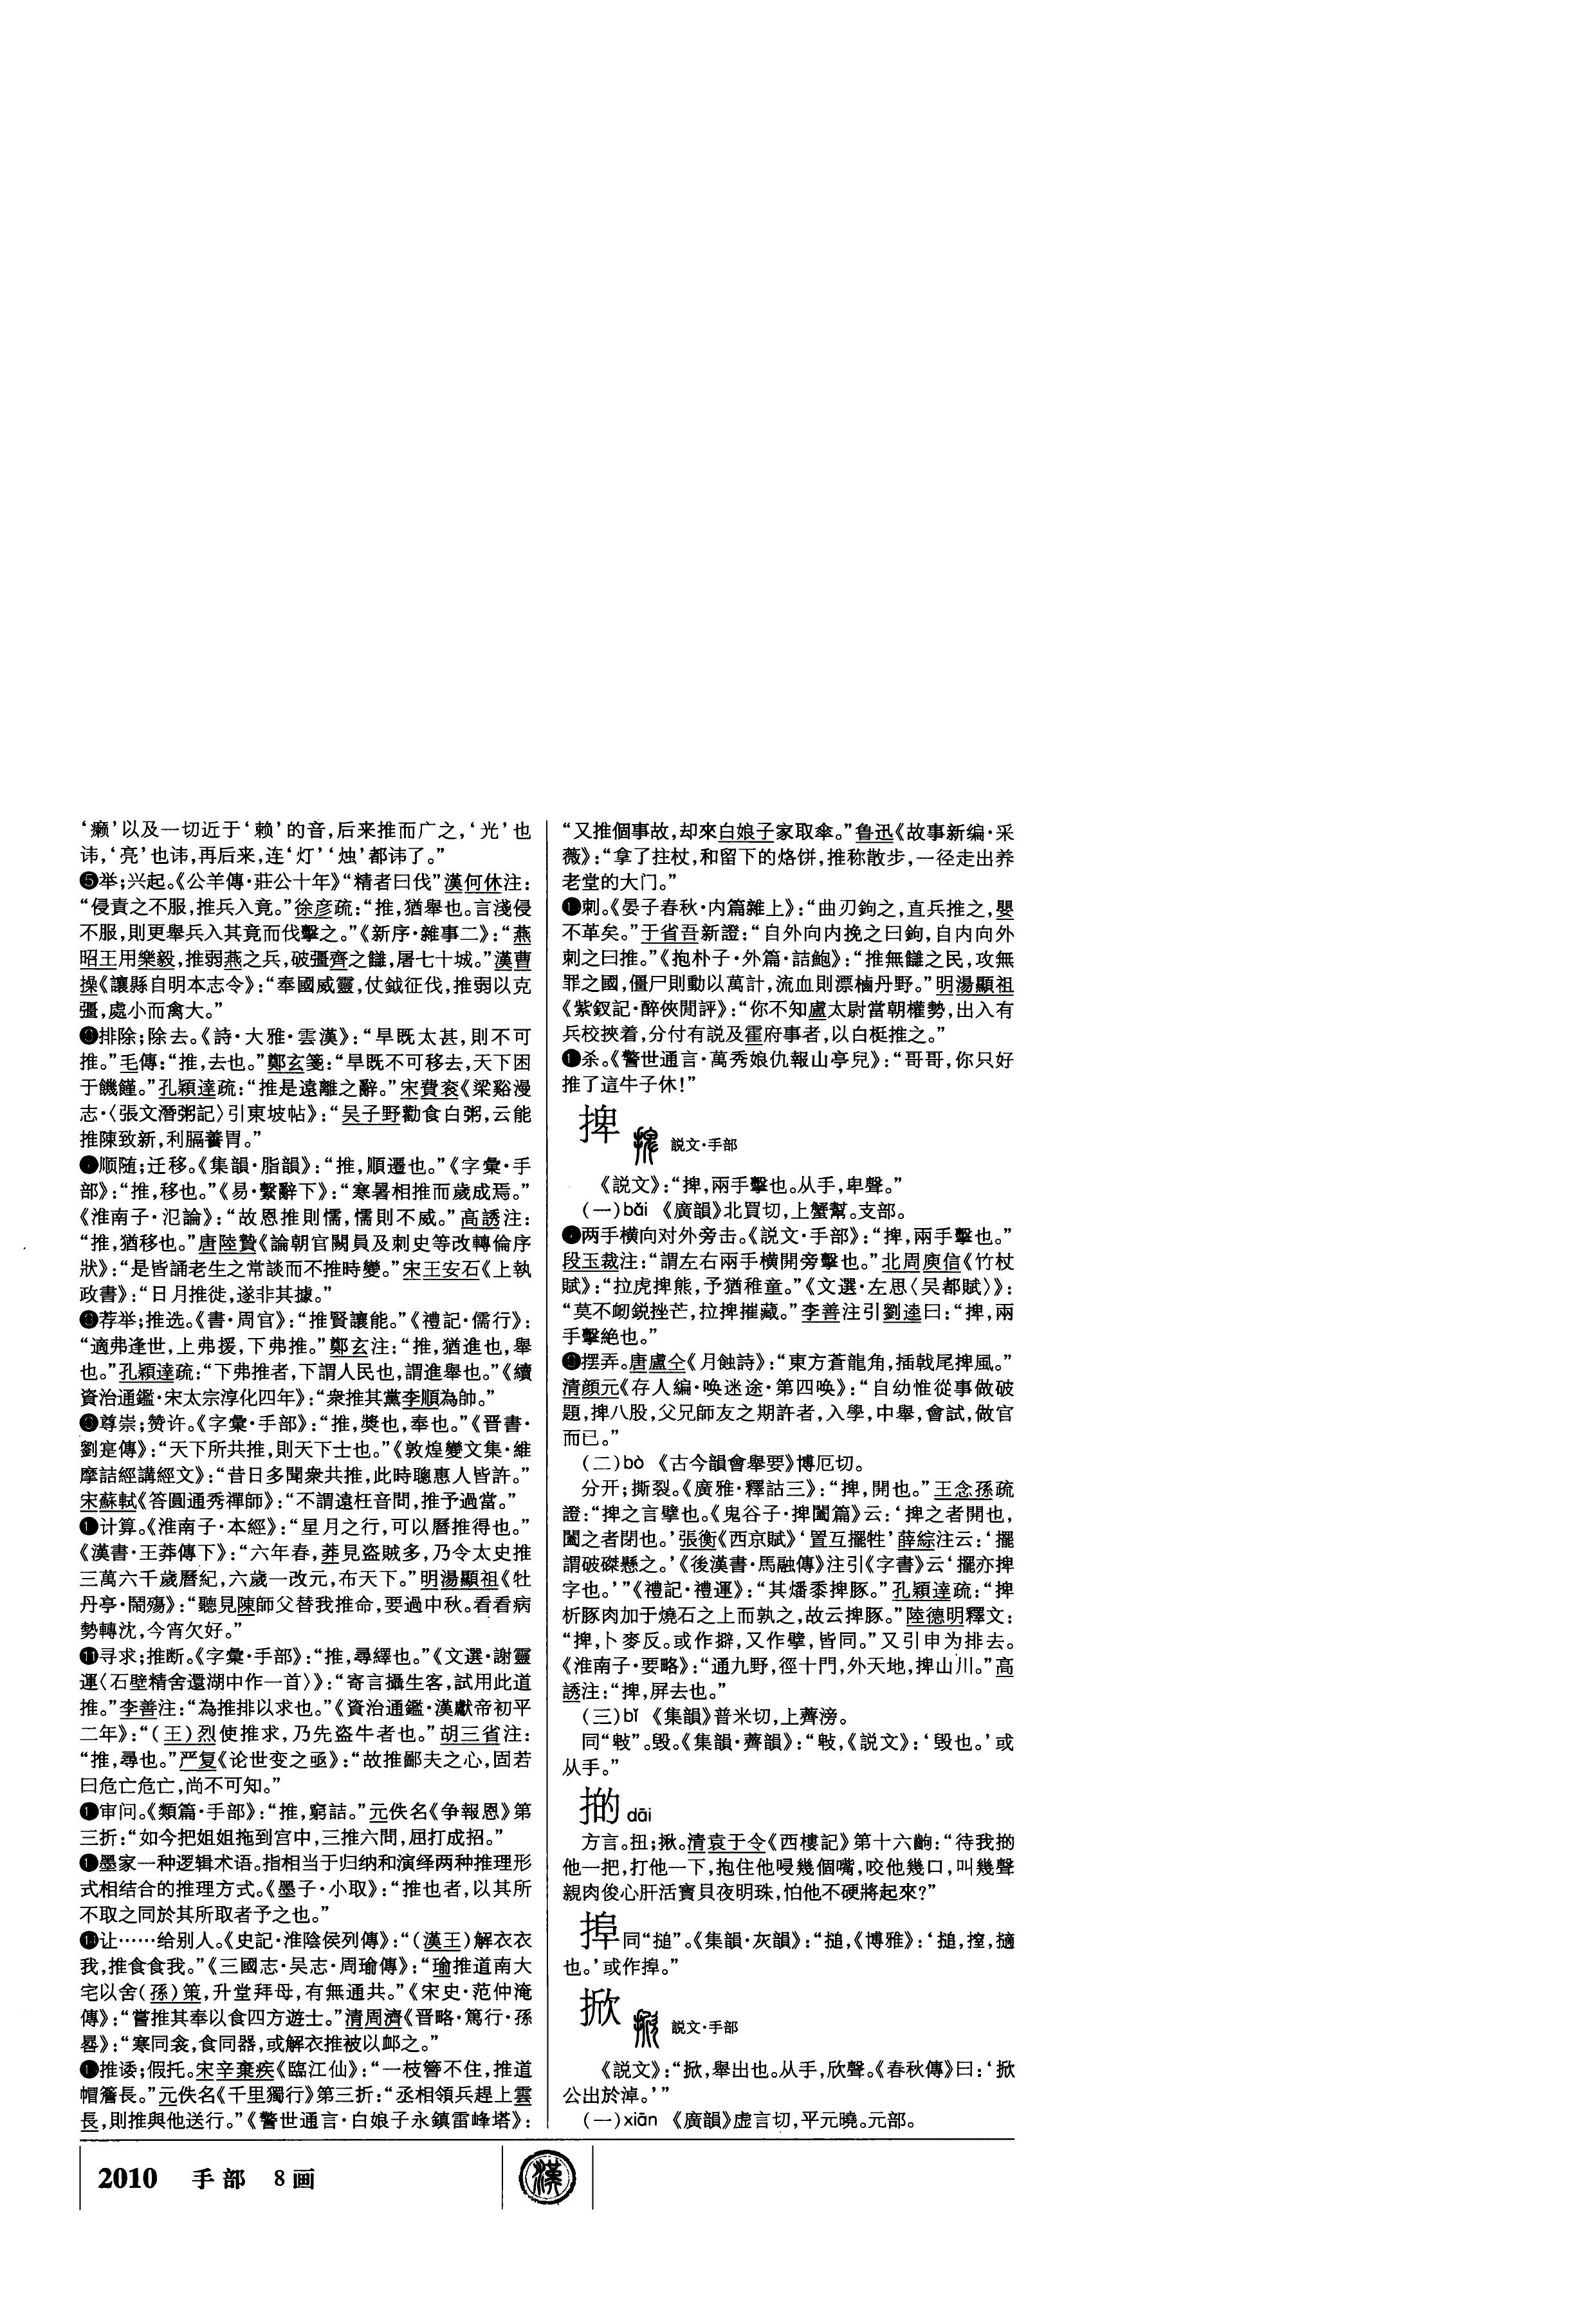 ‘癞’以及一切近于‘赖’的音,后来推而广之,‘光’也
讳,‘亮’也讳,再后来,连‘灯’‘烛’都讳了。”
❺举;兴起。《公羊傳·莊公十年》“精者曰伐”漢何休注:
“侵責之不服,推兵入竟。”徐彦疏:“推,猶舉也。言淺侵
不服,則更舉兵入其竟而伐擊之。”《新序·雜事二》:“燕
昭王用樂毅,推弱燕之兵,破彊齊之讎,屠七十城。”漢曹
操《讓縣自明本志令》:“奉國威靈,仗鉞征伐,推弱以克
彊,處小而禽大。”
❻排除;除去。《詩·大雅·雲漢》:“旱既太甚,則不可
推。”毛傳:“推,去也。”鄭玄箋:“旱既不可移去,天下困
于饑饉。”孔穎達疏:“推是遠離之辭。”宋費衮《梁谿漫
志·〈張文潛粥記〉引東坡帖》:“吴子野勸食白粥,云能
推陳致新,利膈養胃。”
❼顺随;迁移。《集韻·脂韻》:“推,順遷也。”《字彙·手
部》:“推,移也。”《易·繫辭下》:“寒暑相推而歲成焉。”
《淮南子·氾論》:“故恩推則懦,懦則不威。”高誘注:
“推,猶移也。”唐陸贄《論朝官闕員及刺史等改轉倫序
狀》:“是皆誦老生之常談而不推時變。”宋王安石《上執
政書》:“日月推徙,遂非其據。”
❽荐举;推选。《書·周官》:“推賢讓能。”《禮記·儒行》:
“適弗逢世,上弗援,下弗推。”鄭玄注:“推,猶進也,舉
也。”孔穎達疏:“下弗推者,下謂人民也,謂進舉也。”《續
資治通鑑·宋太宗淳化四年》:“衆推其黨李順為帥。”
❾尊崇;赞许。《字彙·手部》:“推,奬也,奉也。”《晋書·
劉寔傳》:“天下所共推,則天下士也。”《敦煌變文集·維
摩詰經講經文》:“昔日多聞衆共推,此時聰惠人皆許。”
宋蘇軾《答圓通秀禪師》:“不謂遠枉音問,推予過當。”
❶计算。《淮南子·本經》:“星月之行,可以曆推得也。”
《漢書·王莽傳下》:“六年春,莽見盗賊多,乃令太史推
三萬六千歲曆紀,六歲一改元,布天下。”明湯顯祖《牡
丹亭·鬧殤》:“聽見陳師父替我推命,要過中秋。看看病
勢轉沈,今宵欠好。”
⓫寻求;推断。《字彙·手部》:“推,尋繹也。”《文選·謝靈
運〈石壁精舍還湖中作一首〉》:“寄言攝生客,試用此道
推。”李善注:“為推排以求也。”《資治通鑑·漢獻帝初平
二年》:“(王)烈使推求,乃先盗牛者也。”胡三省注:
“推,尋也。”严复《论世变之亟》:“故推鄙夫之心,固若
曰危亡危亡,尚不可知。”
❶审问。《類篇·手部》:“推,窮詰。”元佚名《争報恩》第
三折:“如今把姐姐拖到宫中,三推六問,屈打成招。”
❶墨家一种逻辑术语。指相当于归纳和演绎两种推理形
式相结合的推理方式。《墨子·小取》:“推也者,以其所
不取之同於其所取者予之也。”
⓮让……给别人。《史記·淮陰侯列傳》:“(漢王)解衣衣
我,推食食我。”《三國志·吴志·周瑜傳》:“瑜推道南大
宅以舍(孫)策,升堂拜母,有無通共。”《宋史·范仲淹
傳》:“嘗推其奉以食四方遊士。”清周濟《晋略·篤行·孫
晷》:“寒同衾,食同器,或解衣推被以卹之。”
❶推诿;假托。宋辛棄疾《臨江仙》:“一枝簪不住,推道
帽簷長。”元佚名《千里獨行》第三折:“丞相領兵趕上雲
長,則推與他送行。”《警世通言·白娘子永鎮雷峰塔》:
“又推個事故,却來白娘子家取傘。”鲁迅《故事新编·采
薇》:“拿了拄杖,和留下的烙饼,推称散步,一径走出养
老堂的大门。”
❶刺。《晏子春秋·内篇雜上》:“曲刃鉤之,直兵推之,嬰
不革矣。”于省吾新證:“自外向内挽之曰鉤,自内向外
刺之曰推。”《抱朴子·外篇·詰鮑》:“推無讎之民,攻無
罪之國,僵尸則動以萬計,流血則漂樐丹野。”明湯顯祖
《紫釵記·醉俠閒評》:“你不知盧太尉當朝權勢,出入有
兵校挾着,分付有説及霍府事者,以白梃推之。”
❶杀。《警世通言·萬秀娘仇報山亭兒》:“哥哥,你只好
推了這牛子休!”
捭 説文·手部
《説文》:“捭,兩手擊也。从手,卑聲。”
(一)bǎi 《廣韻》北買切,上蟹幫。支部。
❼两手横向对外旁击。《説文·手部》:“捭,兩手擊也。”
段玉裁注:“謂左右兩手横開旁擊也。”北周庾信《竹杖
賦》:“拉虎捭熊,予猶稚童。”《文選·左思〈吴都賦〉》:
“莫不衂鋭挫芒,拉捭摧藏。”李善注引劉逵曰:“捭,兩
手擊絶也。”
❽摆弄。唐盧仝《月蝕詩》:“東方蒼龍角,插戟尾捭風。”
清顔元《存人編·唤迷途·第四唤》:“自幼惟從事做破
題,捭八股,父兄師友之期許者,入學,中舉,會試,做官
而已。”
(二)bò 《古今韻會舉要》博厄切。
分开;撕裂。《廣雅·釋詁三》:“捭,開也。”王念孫疏
證:“捭之言擘也。《鬼谷子·捭闔篇》云:‘捭之者開也,
闔之者閉也。’張衡《西京賦》‘置互擺牲’薛綜注云:‘擺
謂破磔懸之。’《後漢書·馬融傳》注引《字書》云‘擺亦捭
字也。’”《禮記·禮運》:“其燔黍捭豚。”孔穎達疏:“捭
析豚肉加于燒石之上而孰之,故云捭豚。”陸德明釋文:
“捭,卜麥反。或作擗,又作擘,皆同。”又引申为排去。
《淮南子·要略》:“通九野,徑十門,外天地,捭山川。”高
誘注:“捭,屏去也。”
(三)bǐ 《集韻》普米切,上薺滂。
同“𢻹”。毁。《集韻·薺韻》:“𢻹,《説文》:‘毁也。’或
从手。”
㨆 dāi
方言。扭;揪。清袁于令《西樓記》第十六齣:“待我㨆
他一把,打他一下,抱住他唚幾個嘴,咬他幾口,叫幾聲
親肉俊心肝活寶貝夜明珠,怕他不硬將起來?”
㨃同“搥”。《集韻·灰韻》:“搥,《博雅》:‘搥,摚,擿
也。’或作㨃。”
掀 説文·手部
《説文》:“掀,舉出也。从手,欣聲。《春秋傳》曰:‘掀
公出於淖。’”
(一)xiān 《廣韻》虚言切,平元曉。元部。
2010 手部 8画
漢